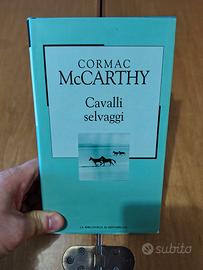 CORMAC
McCARTHY
Cavalli
selvaggi
LA BIBLIOTECA DI REPUBBLICA
subito